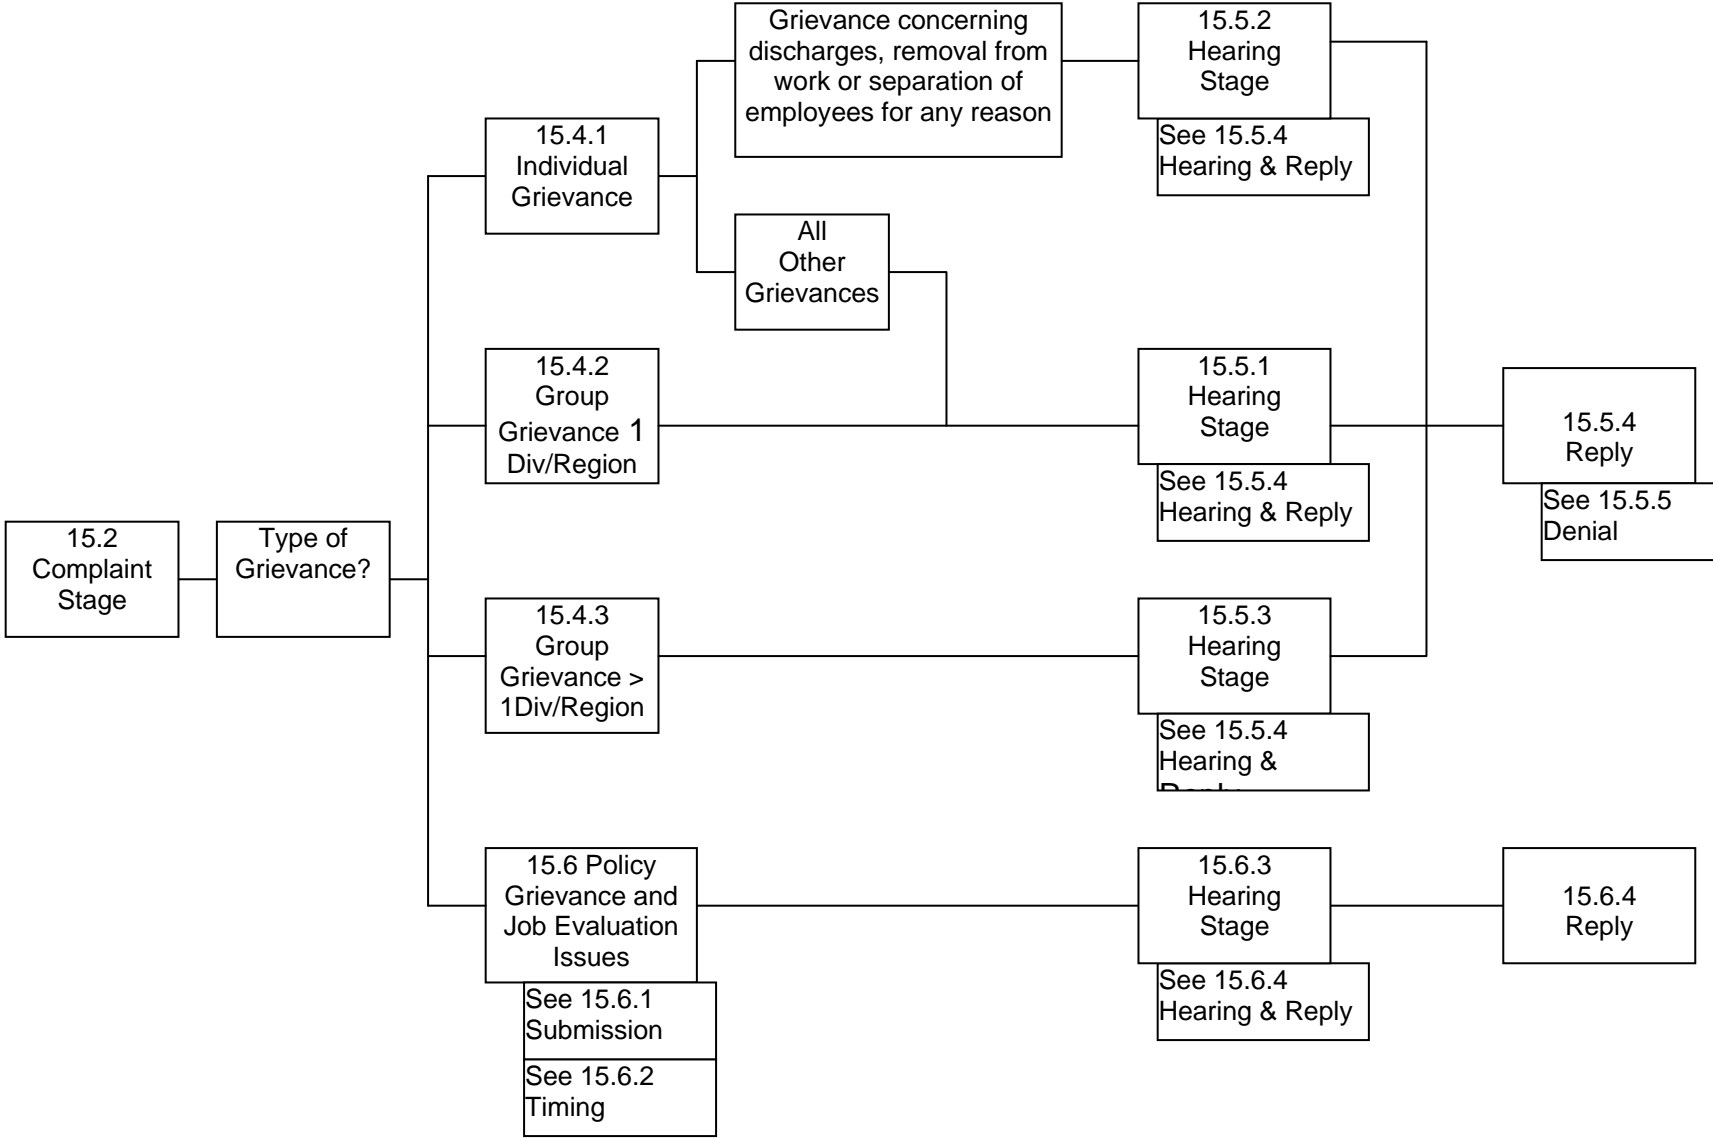 Grievance concerning
discharges, removal from
work or separation of
employees for any reason
15.5.2
Hearing
Stage
See 15.5.4
Hearing & Reply
15.4.1
Individual
Grievance
All
Other
Grievances
15.4.2
Group
Grievance 1
Div/Region
15.5.1
Hearing
Stage
See 15.5.4
Hearing & Reply
15.5.4
Reply
See 15.5.5
Denial
15.2
Complaint
Stage
Type of
Grievance?
15.4.3
Group
Grievance >
1Div/Region
15.5.3
Hearing
Stage
See 15.5.4
Hearing &
15.6 Policy
Grievance and
Job Evaluation
Issues
See 15.6.1
Submission
See 15.6.2
Timing
15.6.3
Hearing
Stage
See 15.6.4
Hearing & Reply
15.6.4
Reply